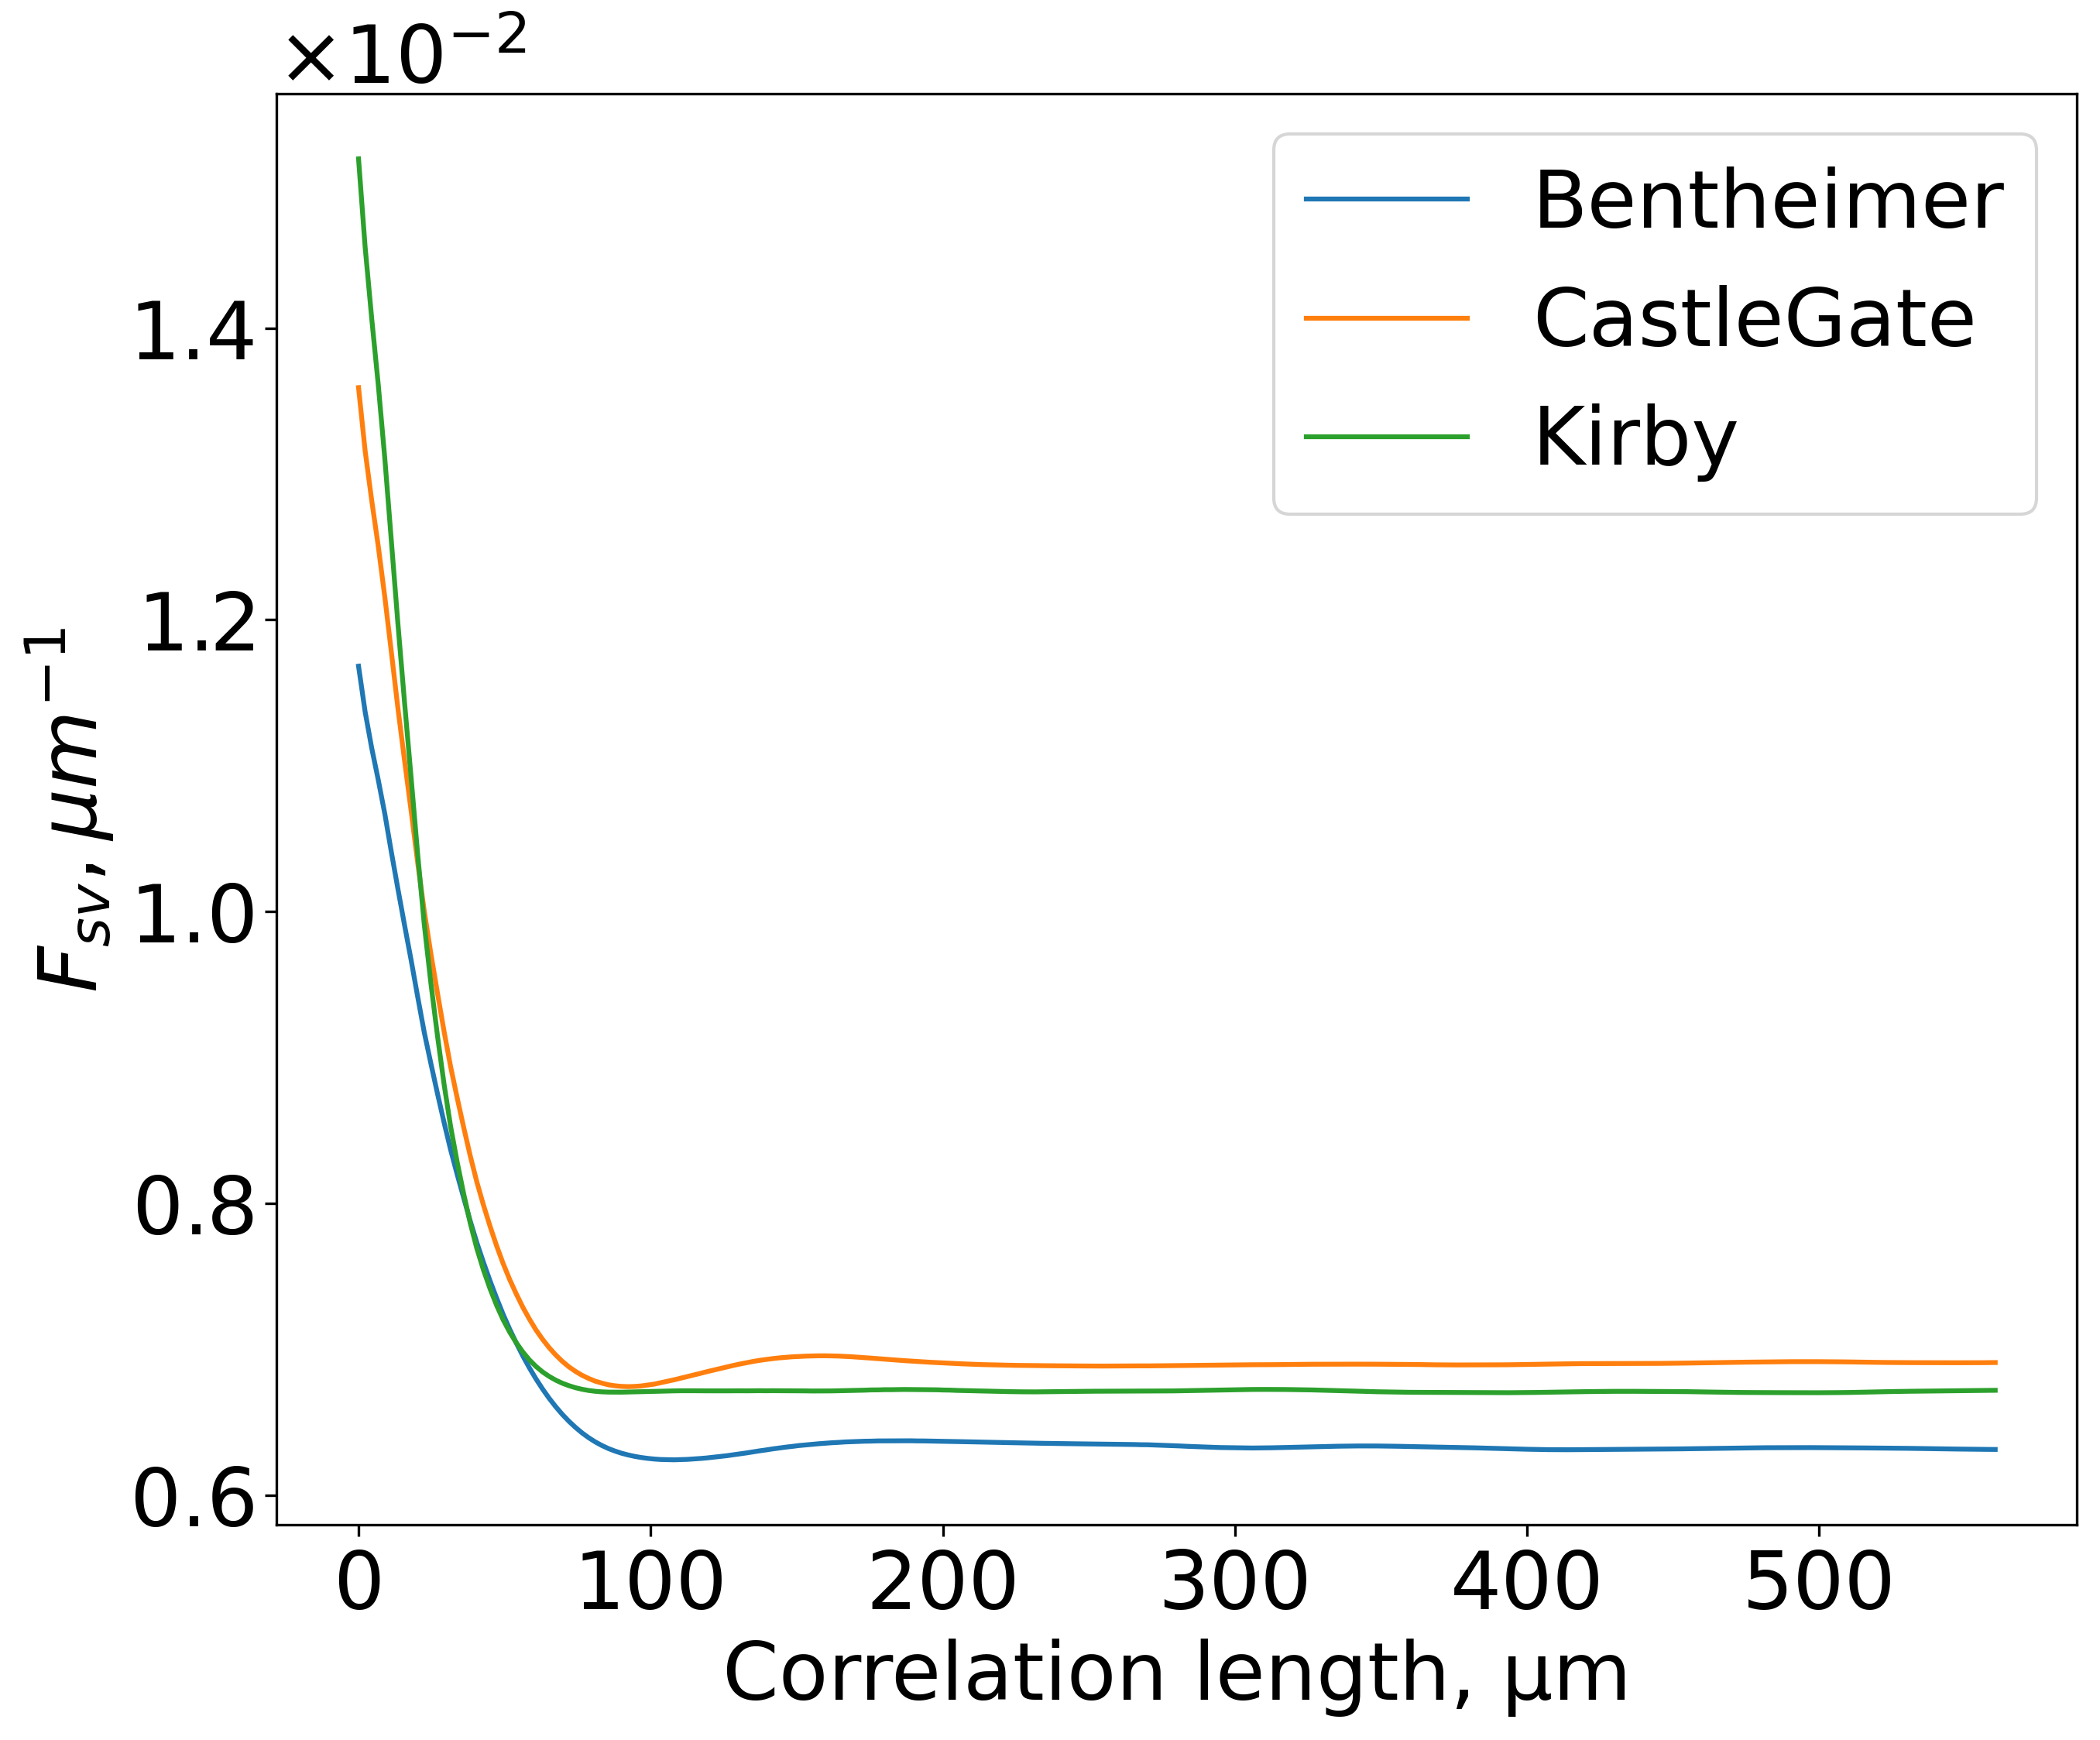 ×10⁻²
Bentheimer
CastleGate
Kirby
1.4
1.2
1.0
0.8
0.6
F_sv, μm⁻¹
0 100 200 300 400 500
Correlation length, μm